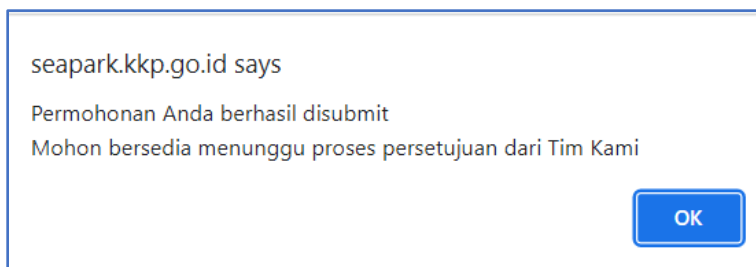 seapark.kkp.go.id says
Permohonan Anda berhasil disubmit
Mohon bersedia menunggu proses persetujuan dari Tim Kami
OK